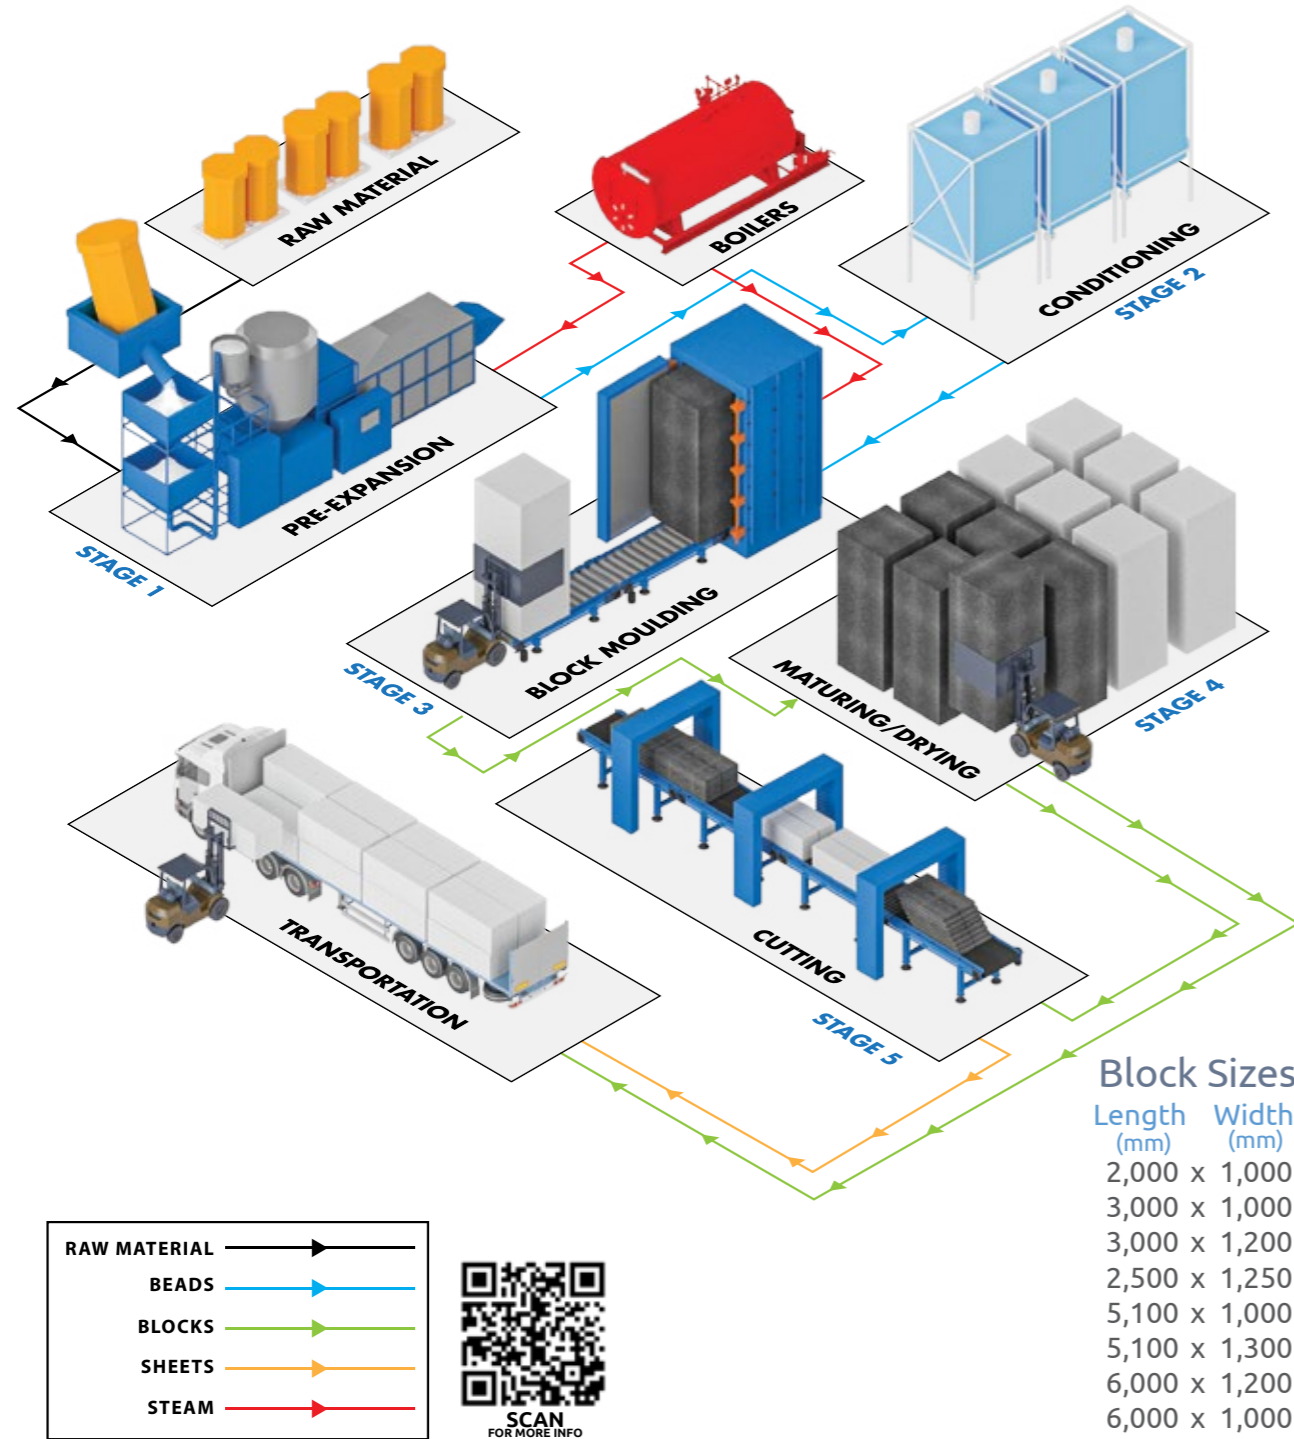 RAW MATERIAL
BOILERS
CONDITIONING
STAGE 2
PRE-EXPANSION
STAGE 1
BLOCK MOULDING
STAGE 3
MATURING/DRYING
STAGE 4
TRANSPORTATION
CUTTING
STAGE 5
Block Sizes
Length Width
(mm) (mm)
2,000 x 1,000
3,000 x 1,000
3,000 x 1,200
2,500 x 1,250
5,100 x 1,000
5,100 x 1,300
6,000 x 1,200
6,000 x 1,000
RAW MATERIAL
BEADS
BLOCKS
SHEETS
STEAM
SCAN
FOR MORE INFO